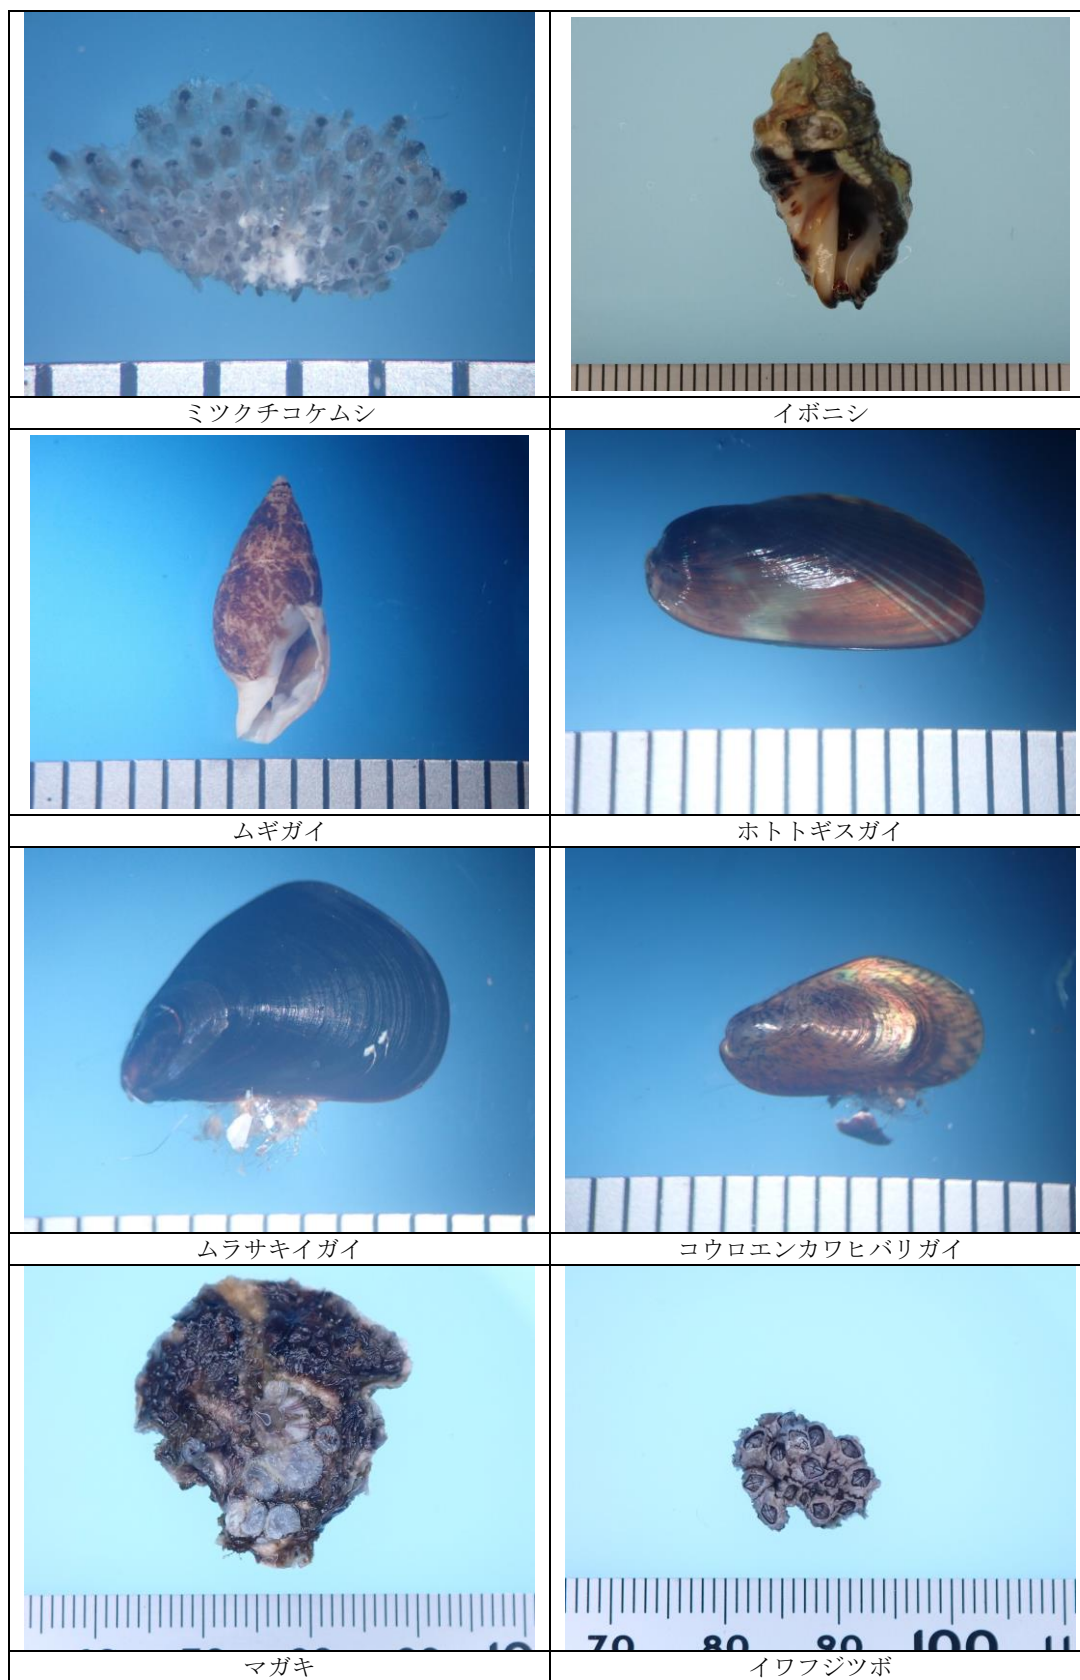 ミツクチコケムシ
イボニシ
ムギガイ
ホトトギスガイ
ムラサキイガイ
コウロエンカワヒバリガイ
70 80 90 100
マガキ
イワフジツボ